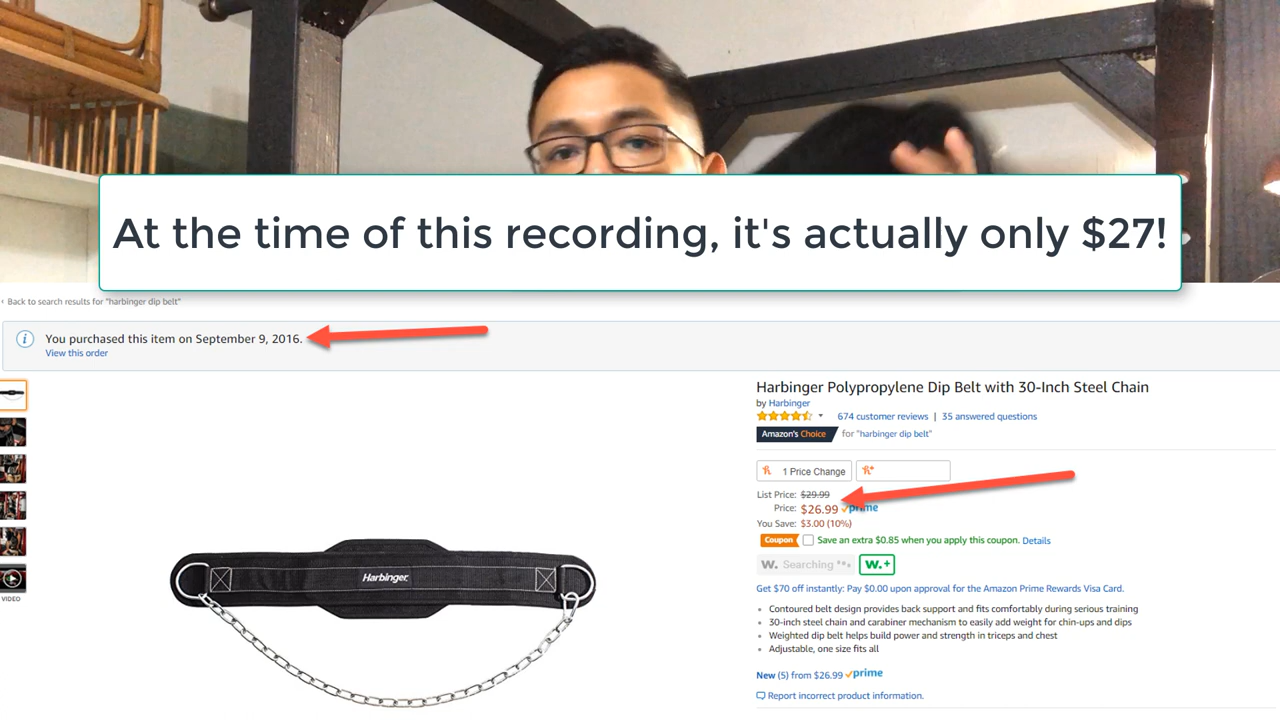 At the time of this recording, it's actually only $27!
‹ Back to search results for "harbinger dip belt"
You purchased this item on September 9, 2016.
View this order
Harbinger Polypropylene Dip Belt with 30-Inch Steel Chain
by Harbinger
674 customer reviews | 35 answered questions
Amazon's Choice for "harbinger dip belt"
1 Price Change
List Price: $29.99
Price: $26.99 prime
You Save: $3.00 (10%)
Coupon Save an extra $0.85 when you apply this coupon. Details
W. Searching W.+
Get $70 off instantly: Pay $0.00 upon approval for the Amazon Prime Rewards Visa Card.
• Contoured belt design provides back support and fits comfortably during serious training
• 30-inch steel chain and carabiner mechanism to easily add weight for chin-ups and dips
• Weighted dip belt helps build power and strength in triceps and chest
• Adjustable, one size fits all
New (5) from $26.99 prime
Report incorrect product information.
Harbinger.
VIDEO